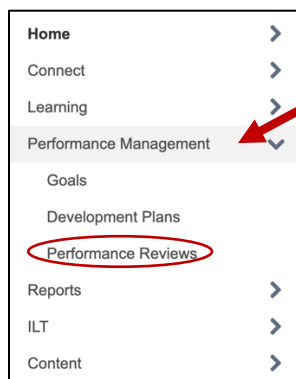 Home
Connect
Learning
Performance Management
Goals
Development Plans
Performance Reviews
Reports
ILT
Content